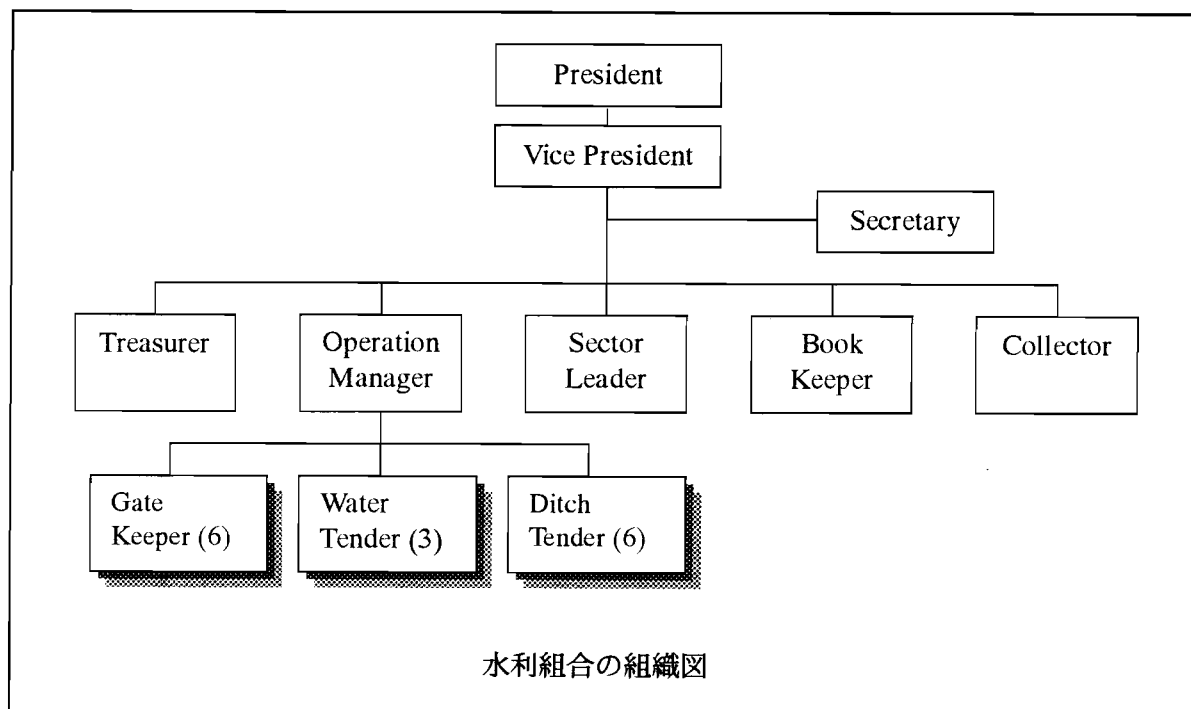 President
Vice President
Secretary
Treasurer
Operation
Manager
Sector
Leader
Book
Keeper
Collector
Gate
Keeper (6)
Water
Tender (3)
Ditch
Tender (6)
水利組合の組織図